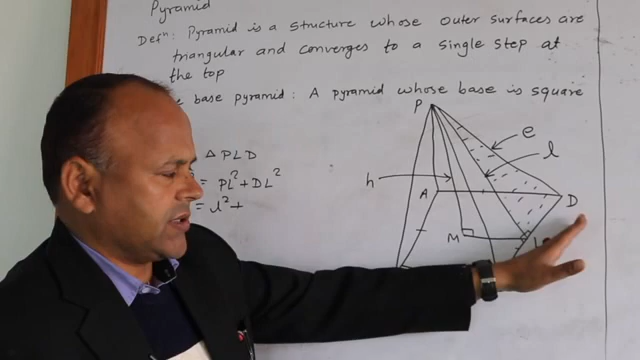 Pyramid
Defⁿ: Pyramid is a structure whose outer surfaces are
triangular and converges to a single step at
the top
base pyramid: A pyramid whose base is square
P
e
l
Δ PLD
= PL² + DL²
h
A
D
= l² +
M
L